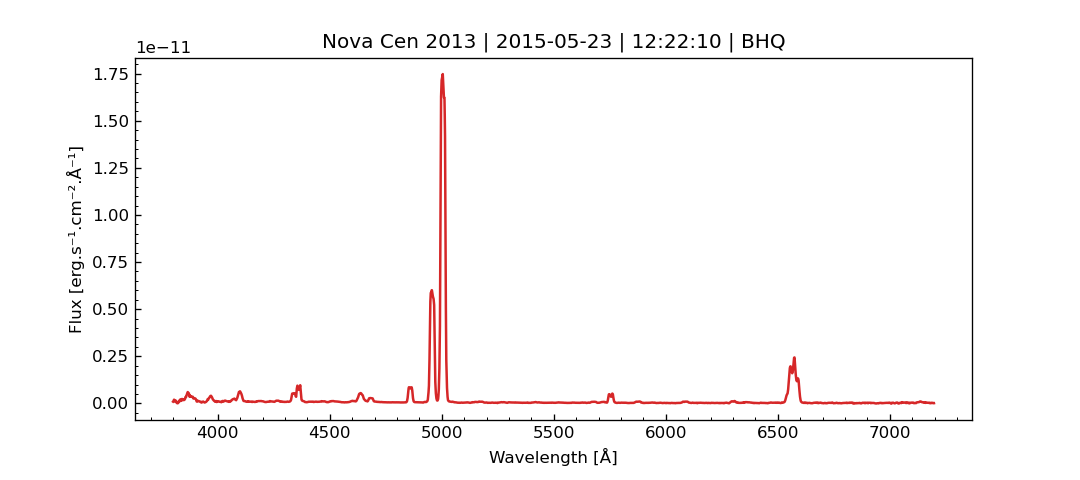 Nova Cen 2013 | 2015-05-23 | 12:22:10 | BHQ
1e−11
1.75
1.50
1.25
1.00
0.75
0.50
0.25
0.00
Flux [erg.s⁻¹.cm⁻².Å⁻¹]
4000 4500 5000 5500 6000 6500 7000
Wavelength [Å]